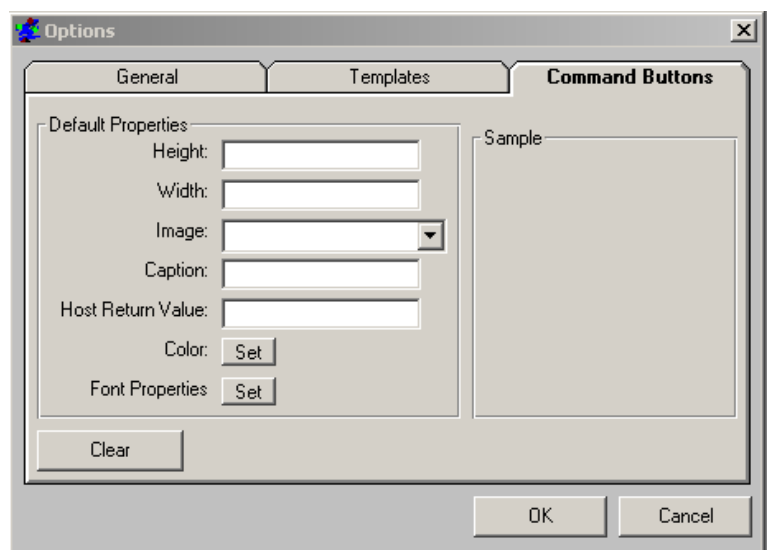 Options
General
Templates
Command Buttons
Default Properties
Height:
Width:
Image:
Caption:
Host Return Value:
Color: Set
Font Properties Set
Sample
Clear
OK
Cancel